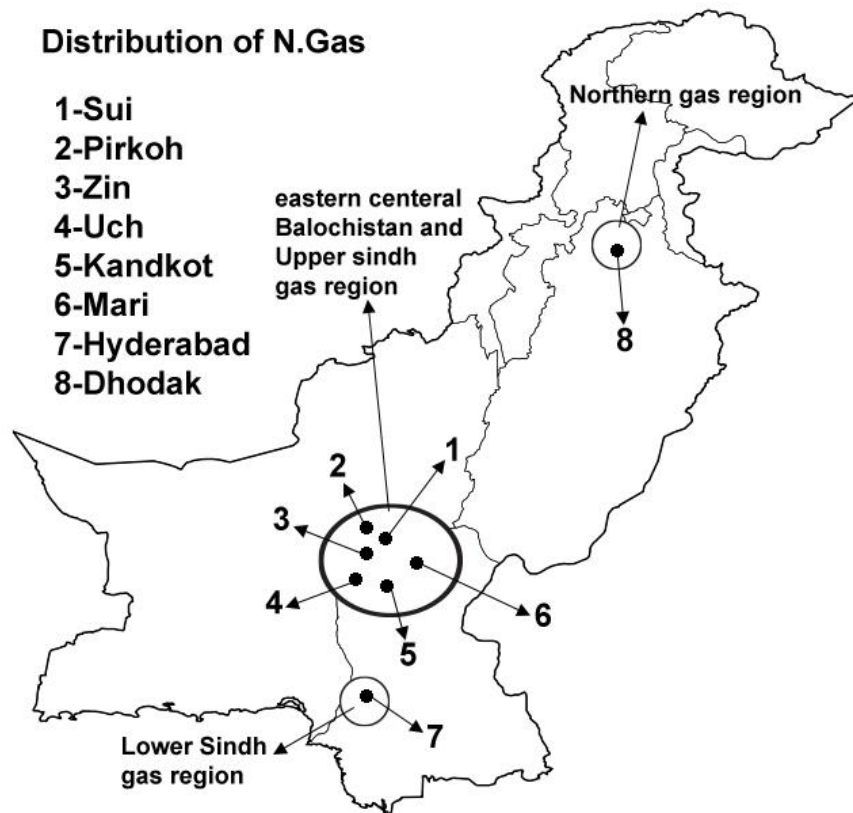 Distribution of N.Gas
1-Sui
2-Pirkoh
3-Zin
4-Uch
5-Kandkot
6-Mari
7-Hyderabad
8-Dhodak
Northern gas region
eastern centeral
Balochistan and
Upper sindh
gas region
8
1
2
3
4
5
6
7
Lower Sindh
gas region